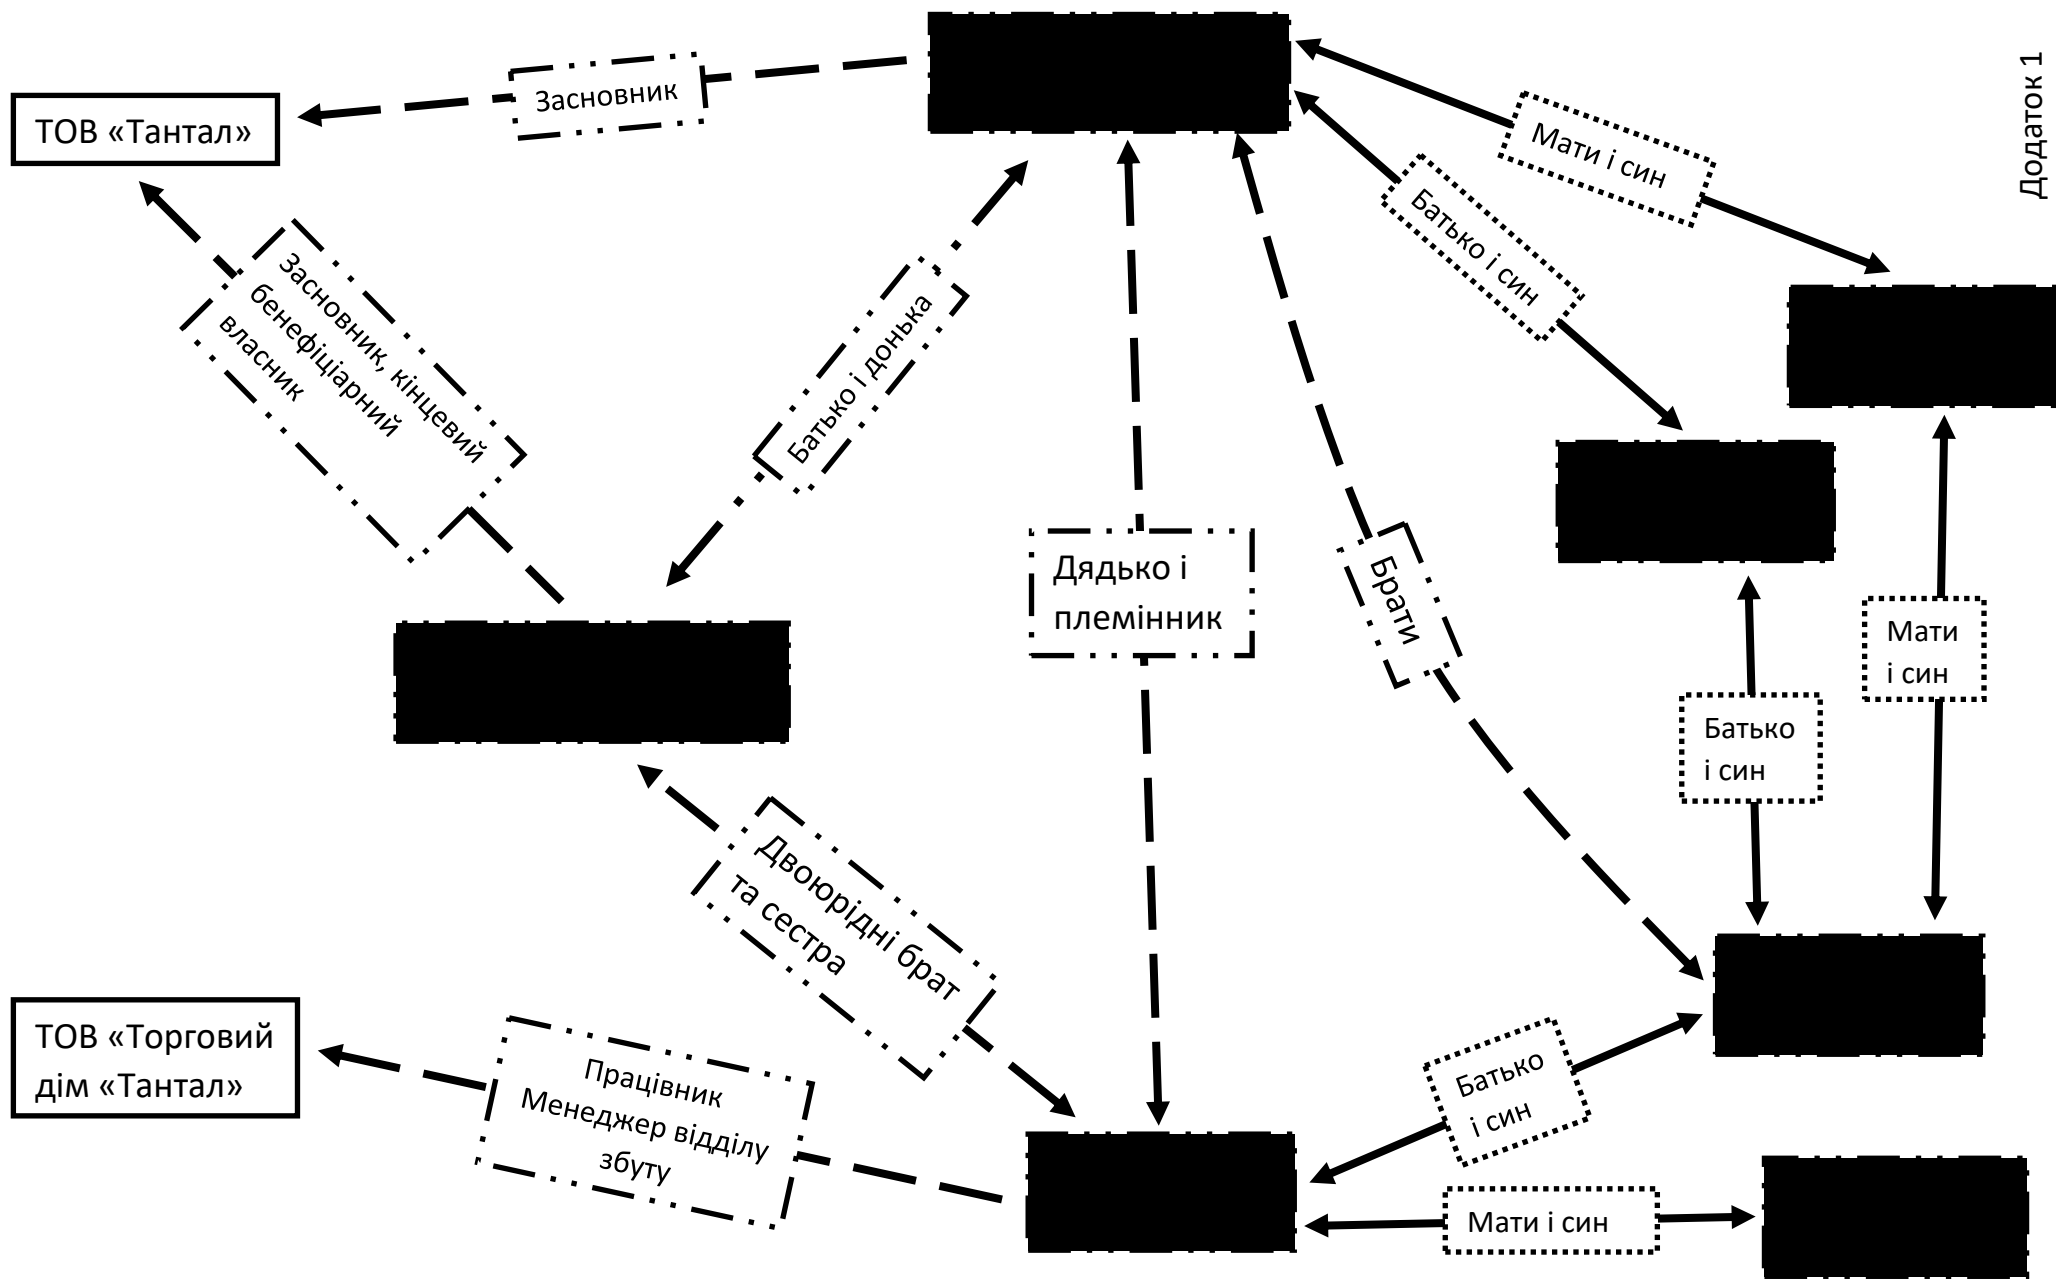 Додаток 1
Засновник
ТОВ «Тантал»
Мати і син
Батько і син
Засновник, кінцевий
бенефіціарний
власник
Батько і донька
Дядько і
племінник
Брати
Мати
і син
Батько
і син
Двоюрідні брат
та сестра
ТОВ «Торговий
дім «Тантал»
Працівник
Менеджер відділу
збуту
Батько
і син
Мати і син